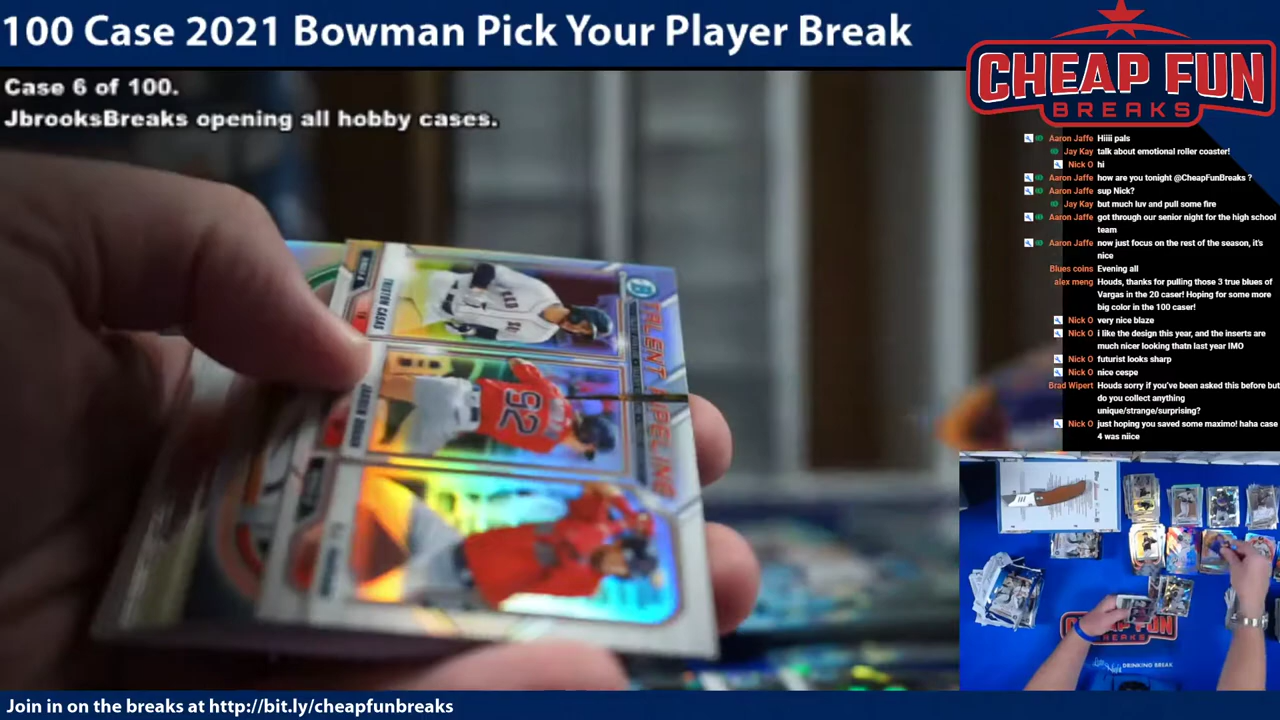 100 Case 2021 Bowman Pick Your Player Break
Case 6 of 100.
JbrooksBreaks opening all hobby cases.
CHEAP FUN
BREAKS
Aaron Jaffe Hiiii pals
Jay Kay talk about emotional roller coaster!
Nick O hi
Aaron Jaffe how are you tonight @CheapFunBreaks ?
Aaron Jaffe sup Nick?
Jay Kay but much luv and pull some fire
Aaron Jaffe got through our senior night for the high school
team
Aaron Jaffe now just focus on the rest of the season, it's
nice
Blues coins Evening all
alex meng Houds, thanks for pulling those 3 true blues of
Vargas in the 20 caser! Hoping for some more
big color in the 100 caser!
Nick O very nice blaze
Nick O i like the design this year, and the inserts are
much nicer looking thatn last year IMO
Nick O futurist looks sharp
Nick O nice cespe
Brad Wipert Houds sorry if you've been asked this before but
do you collect anything
unique/strange/surprising?
Nick O just hoping you saved some maximo! haha case
4 was niice
TALENT PIPELINE
TRISTON CASAS
RED SO
52
CHEAP FUN
BREAKS
DRINKING BREAK
Join in on the breaks at http://bit.ly/cheapfunbreaks